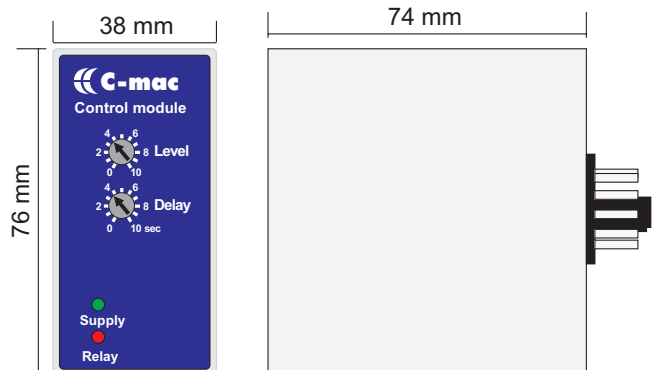 38 mm
74 mm
C-mac
Control module
4 6
2 8 Level
0 10
4 6
2 8 Delay
0 10 sec
76 mm
Supply
Relay